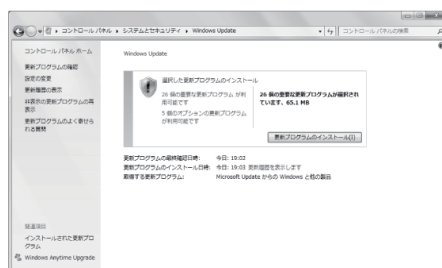 コントロール パネル ▸ システムとセキュリティ ▸ Windows Update
コントロール パネルの検索
コントロール パネル ホーム
更新プログラムの確認
設定の変更
更新履歴の表示
非表示の更新プログラムの再
表示
更新プログラムのよく寄せら
れる質問
Windows Update
選択した更新プログラムのインストール
26 個の重要な更新プログラム が利
用可能です
5 個のオプションの更新プログラム
が利用可能です
26 個の重要な更新プログラムが選択され
ています、65.1 MB
更新プログラムのインストール(I)
更新プログラムの最終確認日時: 今日: 19:02
更新プログラムのインストール日時: 今日: 19:03 更新履歴を表示します
取得する更新プログラム: Microsoft Update からの Windows と他の製品
関連項目
インストールされた更新プロ
グラム
Windows Anytime Upgrade